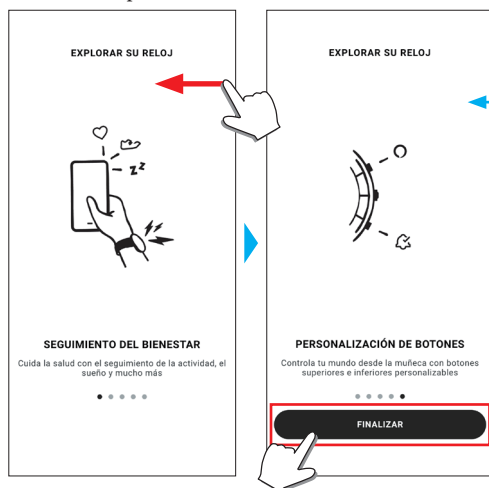 EXPLORAR SU RELOJ
z z
SEGUIMIENTO DEL BIENESTAR
Cuida la salud con el seguimiento de la actividad, el
sueño y mucho más
EXPLORAR SU RELOJ
PERSONALIZACIÓN DE BOTONES
Controla tu mundo desde la muñeca con botones
superiores e inferiores personalizables
FINALIZAR